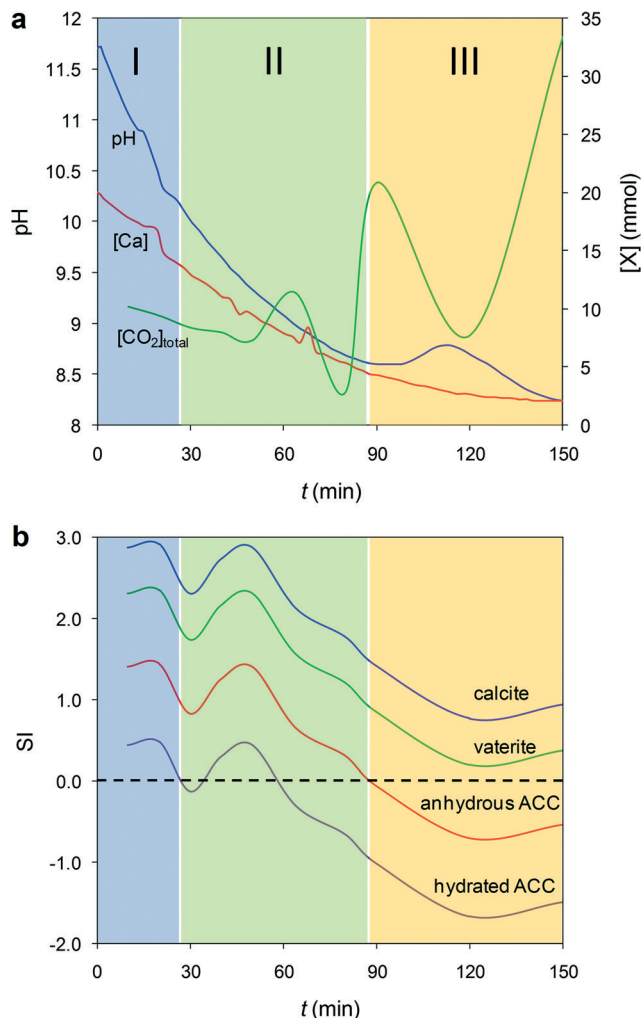 a
I
II
III
pH
[Ca]
[CO₂]total
12
11.5
11
10.5
10
9.5
9
8.5
8
pH
35
30
25
20
15
10
5
0
[X] (mmol)
0
30
60
90
120
150
t (min)
b
3.0
2.0
1.0
0.0
-1.0
-2.0
SI
calcite
vaterite
anhydrous ACC
hydrated ACC
0
30
60
90
120
150
t (min)